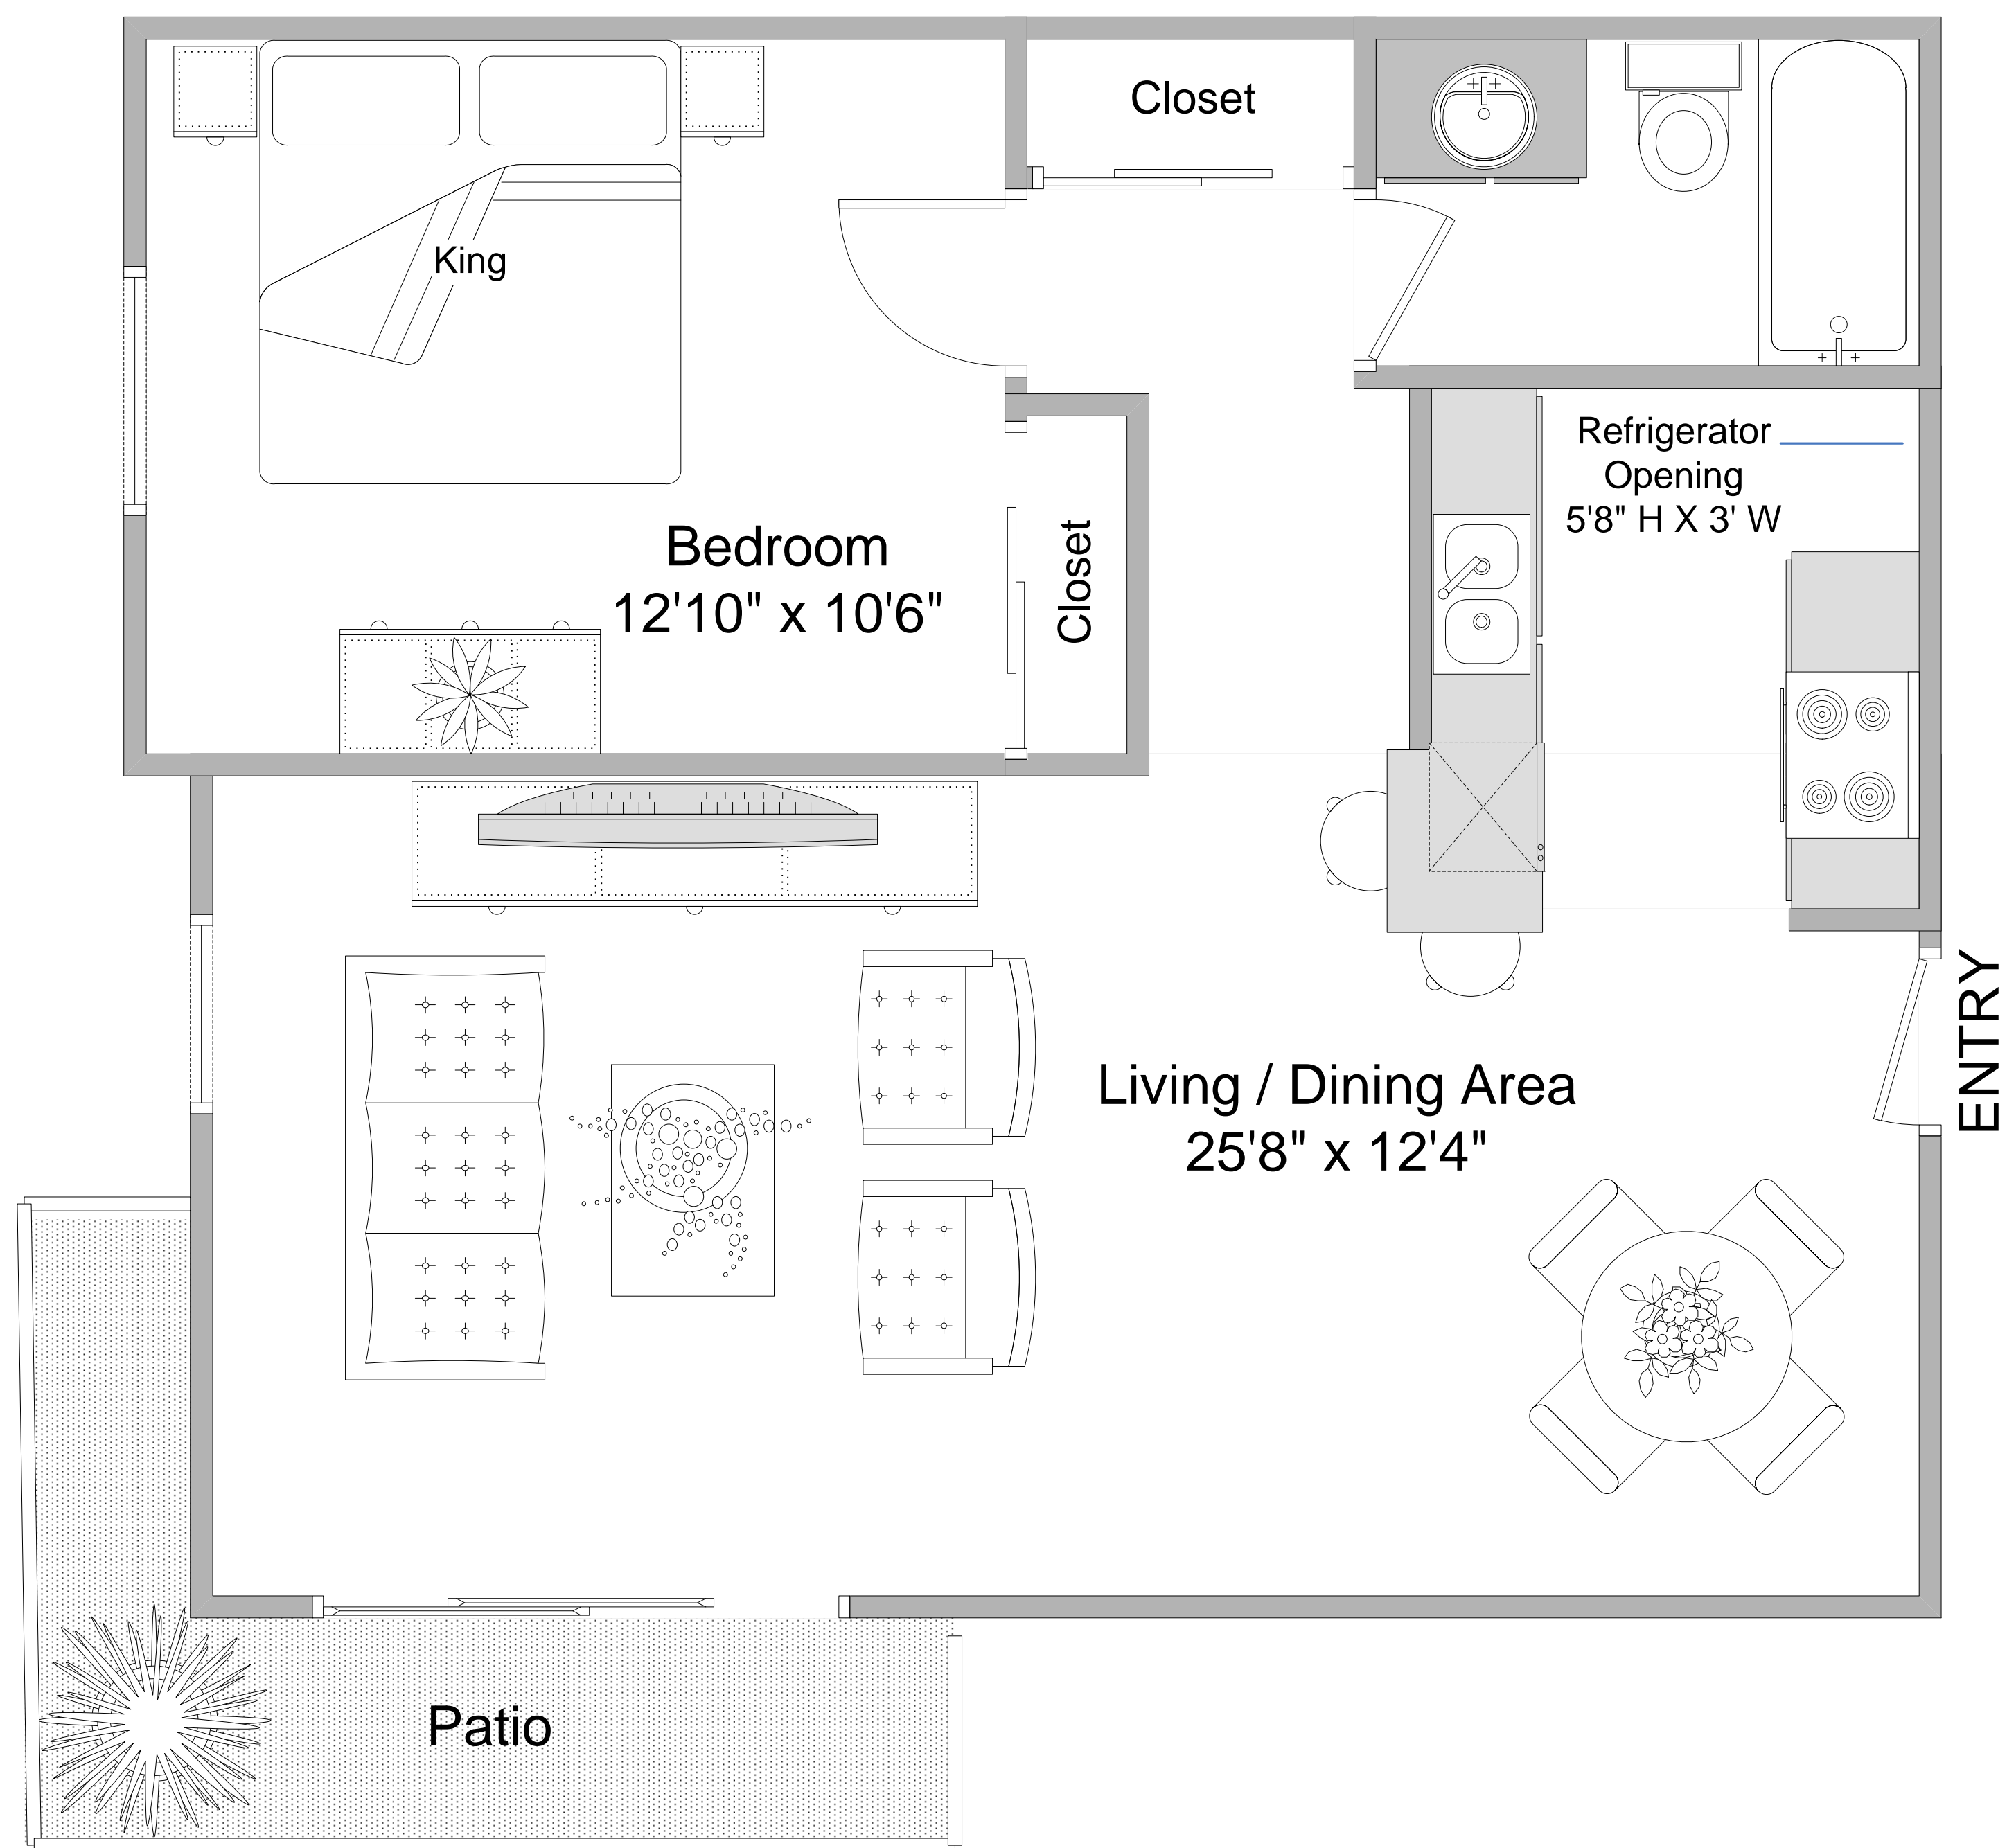 Closet
King
Refrigerator
Opening
5'8" H X 3' W
Bedroom
12'10" x 10'6"
Closet
Living / Dining Area
25'8" x 12'4"
ENTRY
Patio